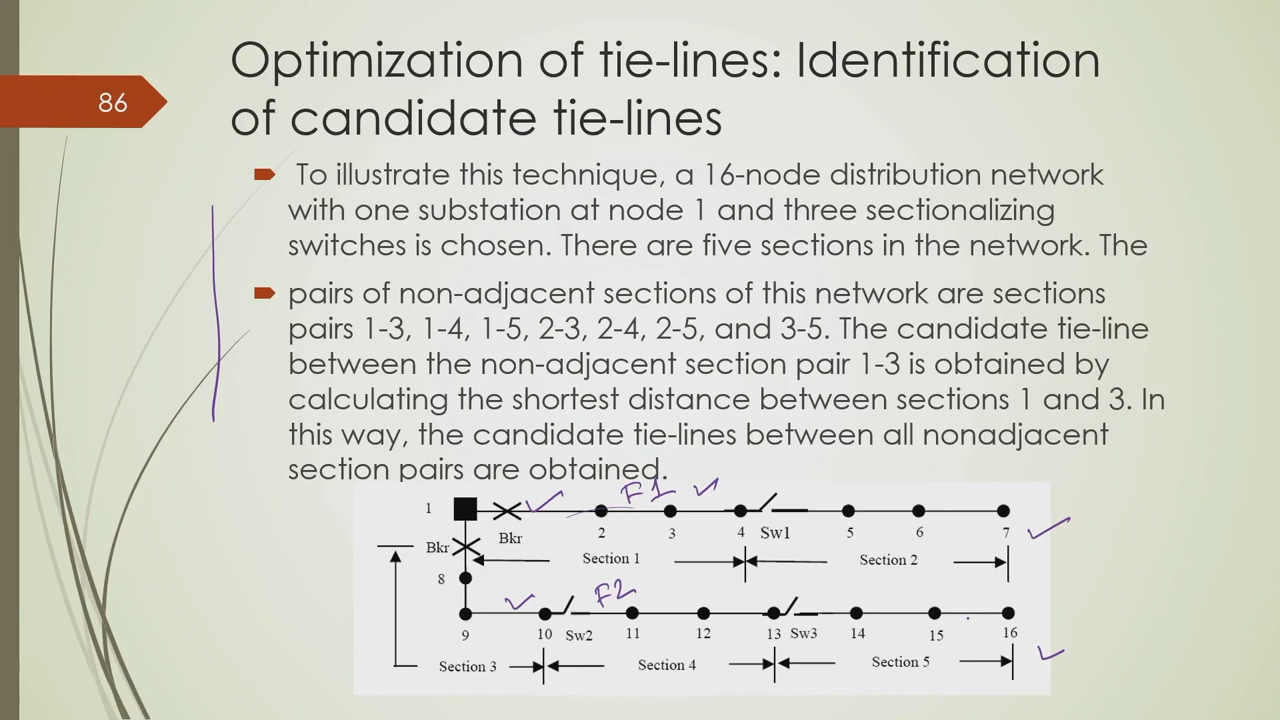 86
Optimization of tie-lines: Identification
of candidate tie-lines
To illustrate this technique, a 16-node distribution network
with one substation at node 1 and three sectionalizing
switches is chosen. There are five sections in the network. The
pairs of non-adjacent sections of this network are sections
pairs 1-3, 1-4, 1-5, 2-3, 2-4, 2-5, and 3-5. The candidate tie-line
between the non-adjacent section pair 1-3 is obtained by
calculating the shortest distance between sections 1 and 3. In
this way, the candidate tie-lines between all nonadjacent
section pairs are obtained.
F1
1
Bkr 2 3 4 Sw1 5 6 7
Bkr
Section 1 Section 2
8
F2
9 10 Sw2 11 12 13 Sw3 14 15 16
Section 3 Section 4 Section 5